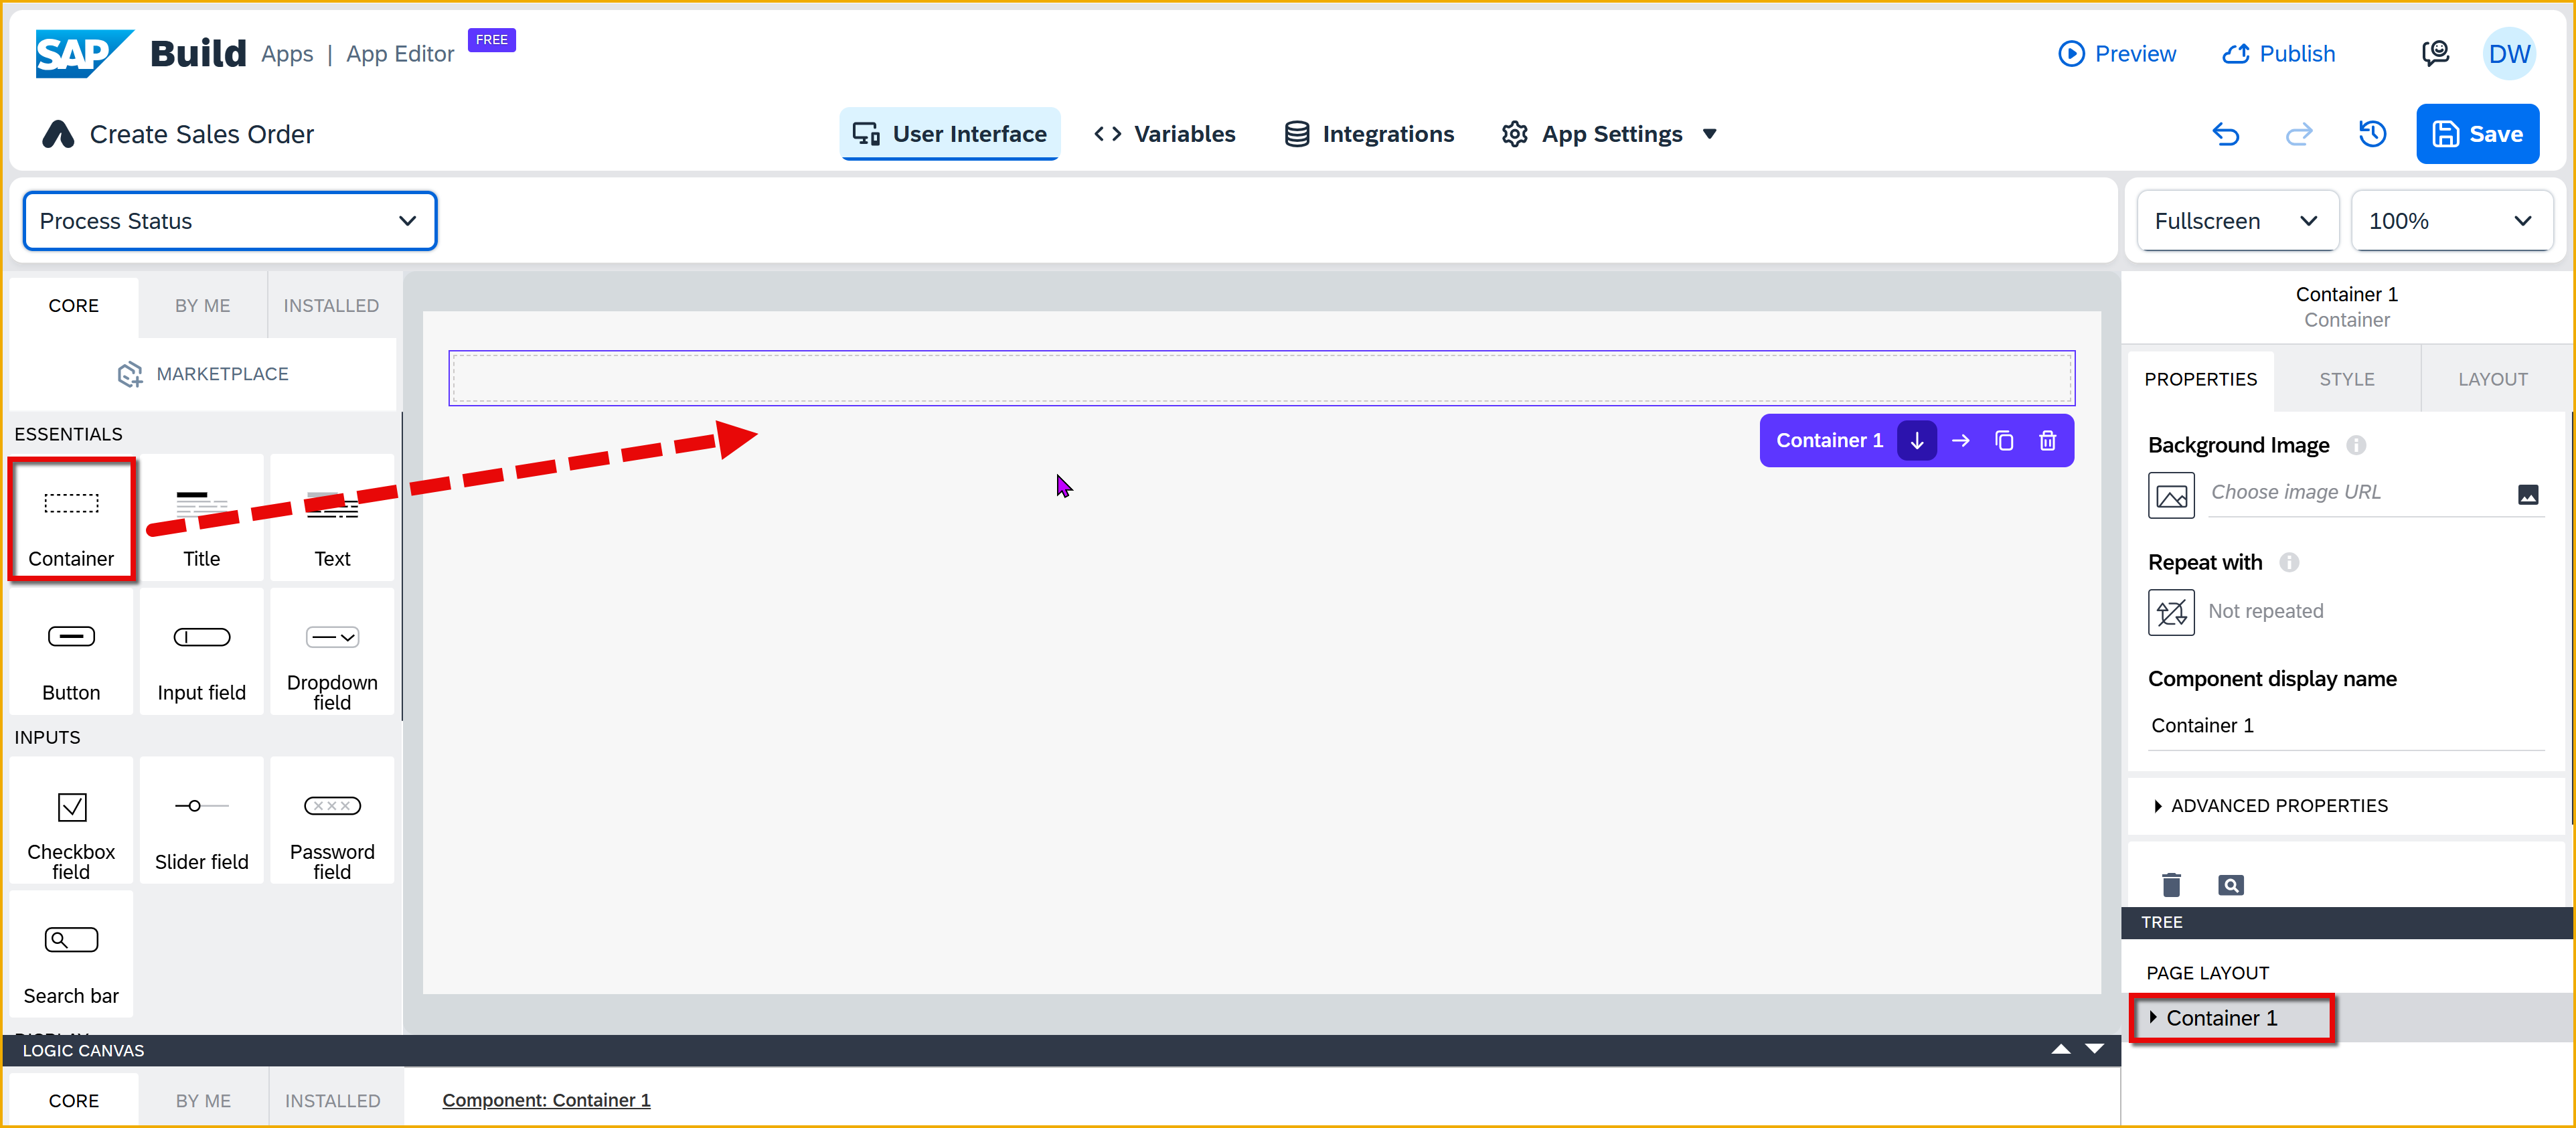 SAP Build Apps | App Editor FREE
Preview Publish DW
Create Sales Order
User Interface Variables Integrations App Settings
Save
Process Status
Fullscreen 100%
CORE BY ME INSTALLED
MARKETPLACE
ESSENTIALS
Container Title Text
Button Input field Dropdown field
INPUTS
Checkbox field Slider field Password field
Search bar
DISPLAY
Container 1
Container 1
Container
PROPERTIES STYLE LAYOUT
Background Image
Choose image URL
Repeat with
Not repeated
Component display name
Container 1
ADVANCED PROPERTIES
TREE
PAGE LAYOUT
Container 1
LOGIC CANVAS
CORE BY ME INSTALLED
Component: Container 1